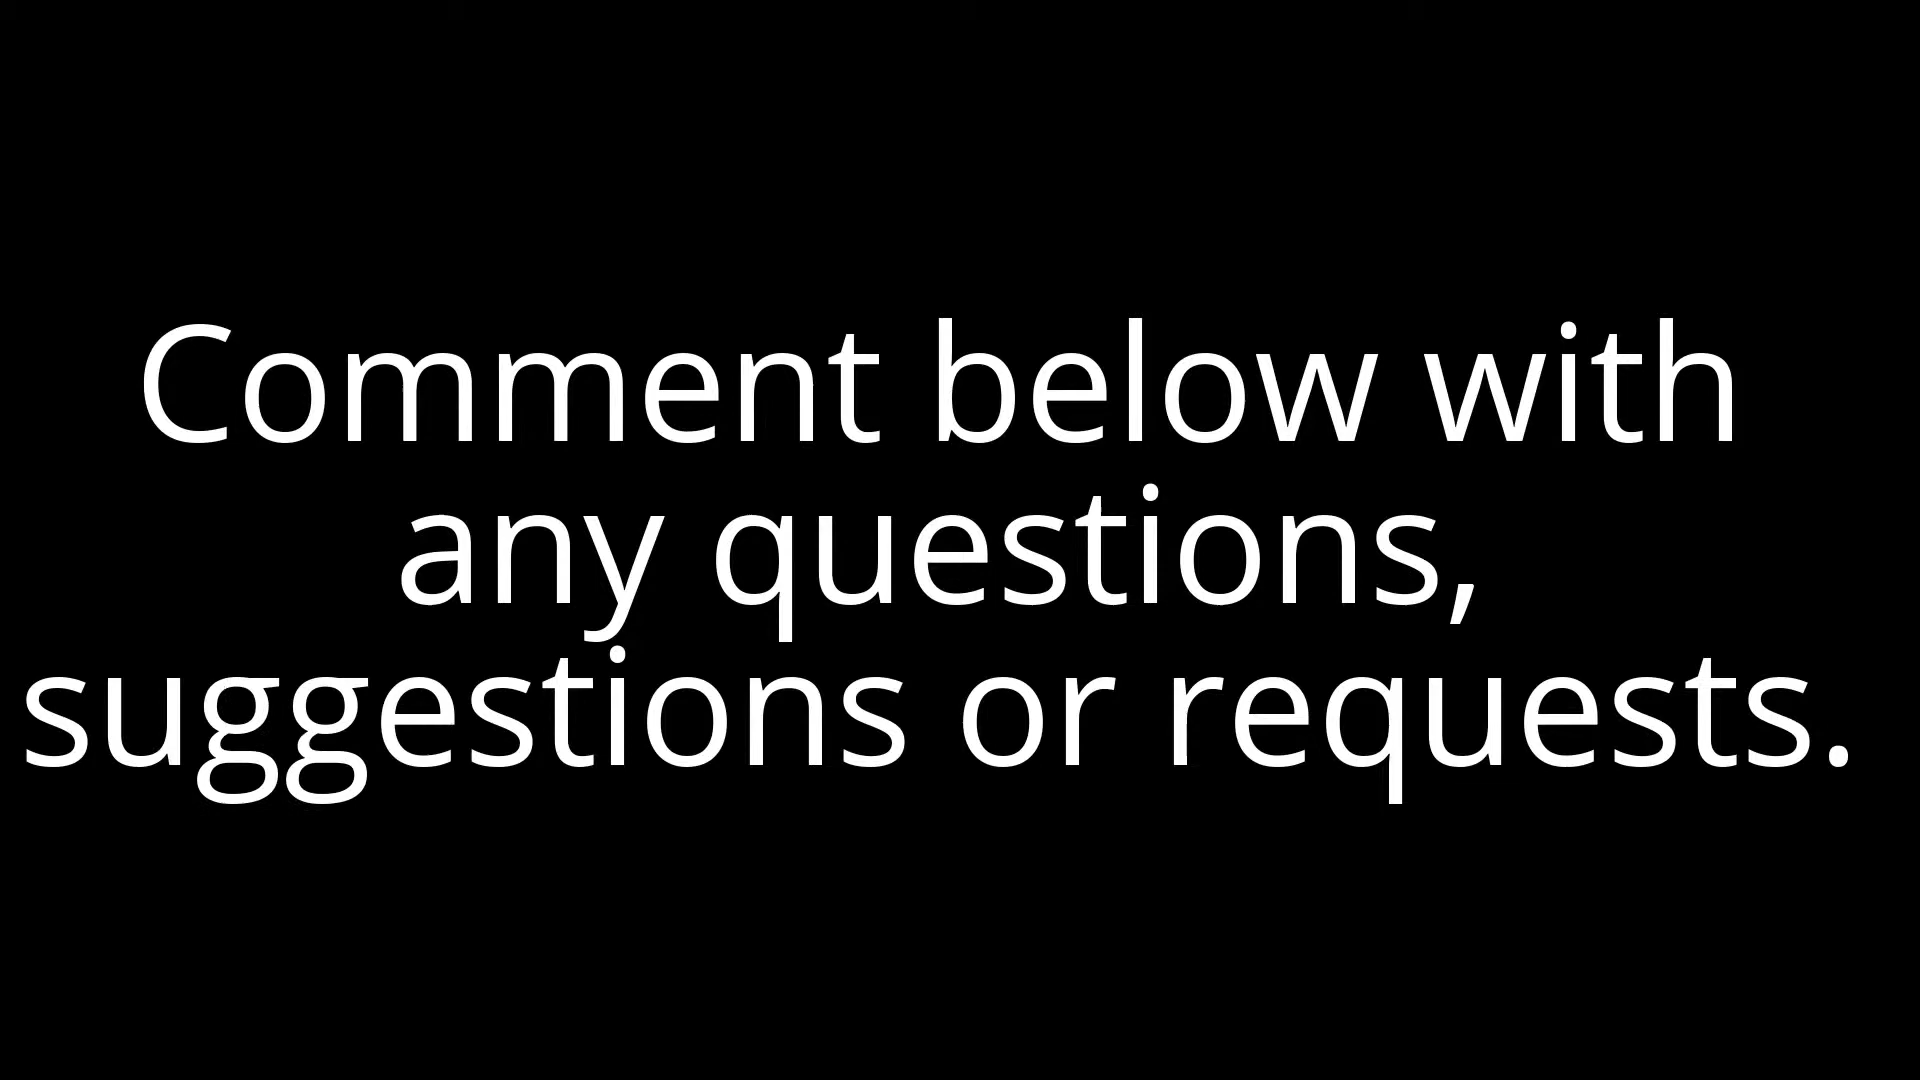 Comment below with
any questions,
suggestions or requests.